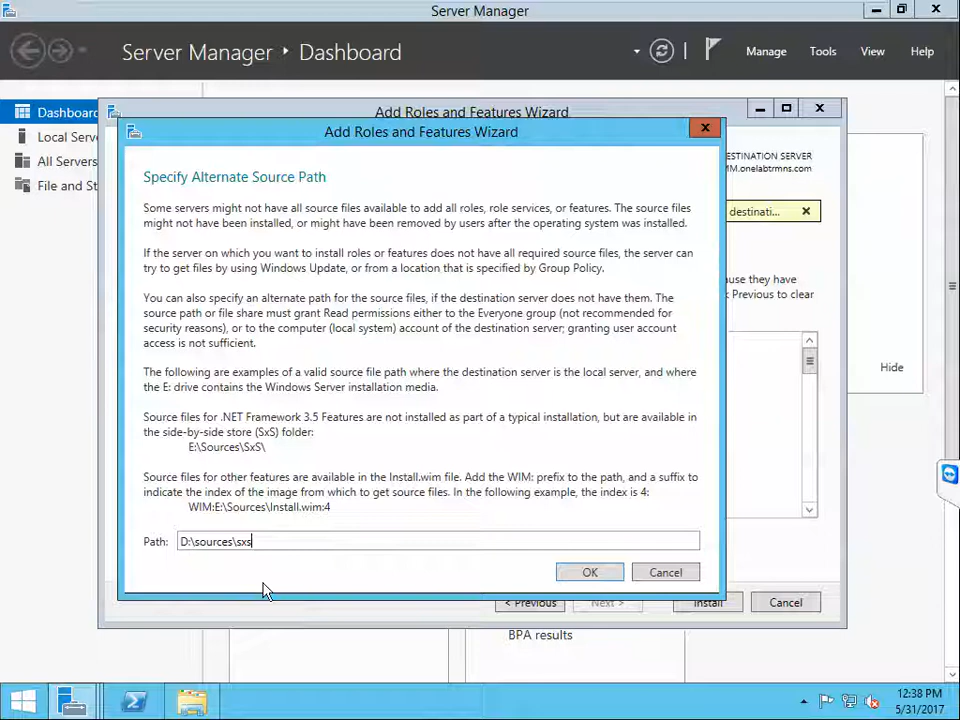 Server Manager
Server Manager ‣ Dashboard
Manage Tools View Help
Dashboard
Local Serve
All Servers
File and St
Add Roles and Features Wizard
Add Roles and Features Wizard
DESTINATION SERVER
MM.onelabtrmns.com
destinati...
Specify Alternate Source Path
Some servers might not have all source files available to add all roles, role services, or features. The source files
might not have been installed, or might have been removed by users after the operating system was installed.
If the server on which you want to install roles or features does not have all required source files, the server can
try to get files by using Windows Update, or from a location that is specified by Group Policy.
ause they have
k Previous to clear
You can also specify an alternate path for the source files, if the destination server does not have them. The
source path or file share must grant Read permissions either to the Everyone group (not recommended for
security reasons), or to the computer (local system) account of the destination server; granting user account
access is not sufficient.
The following are examples of a valid source file path where the destination server is the local server, and where
the E: drive contains the Windows Server installation media.
Hide
Source files for .NET Framework 3.5 Features are not installed as part of a typical installation, but are available in
the side-by-side store (SxS) folder:
E:\Sources\SxS\
Source files for other features are available in the Install.wim file. Add the WIM: prefix to the path, and a suffix to
indicate the index of the image from which to get source files. In the following example, the index is 4:
WIM:E:\Sources\Install.wim:4
Path: D:\sources\sxs
OK Cancel
< Previous Next > Install Cancel
BPA results
12:38 PM
5/31/2017